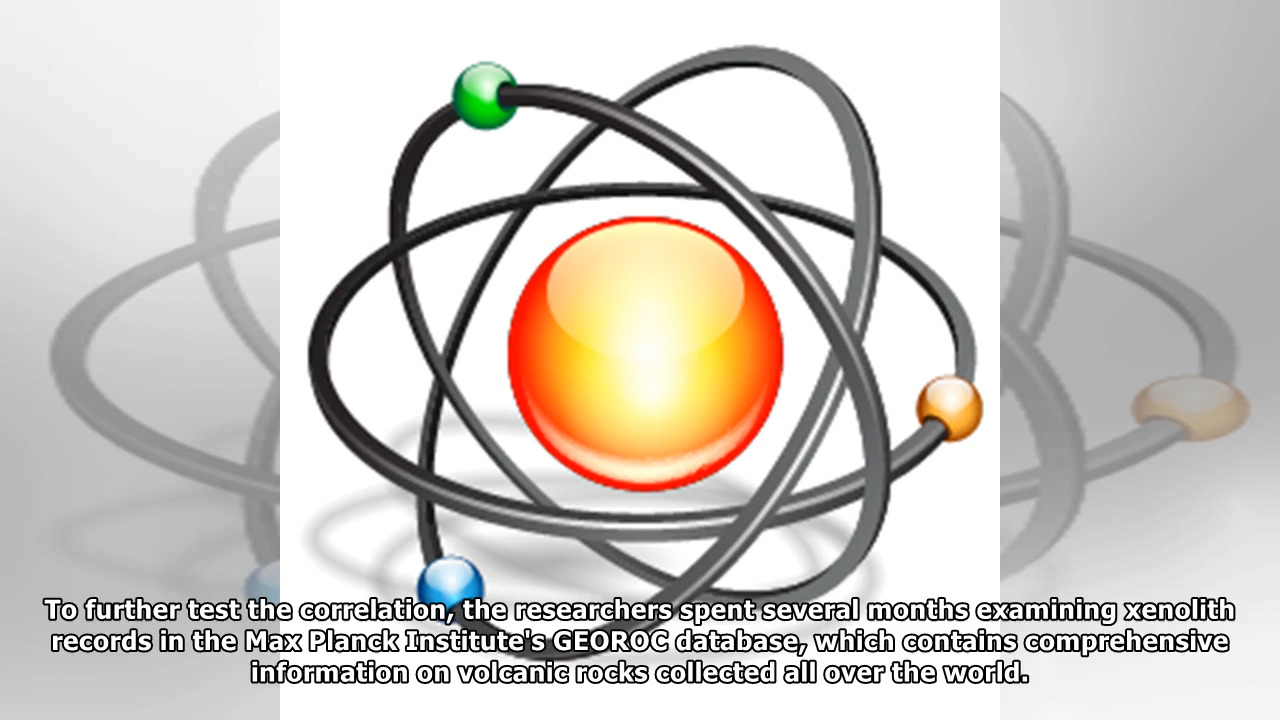 To further test the correlation, the researchers spent several months examining xenolith
records in the Max Planck Institute's GEOROC database, which contains comprehensive
information on volcanic rocks collected all over the world.